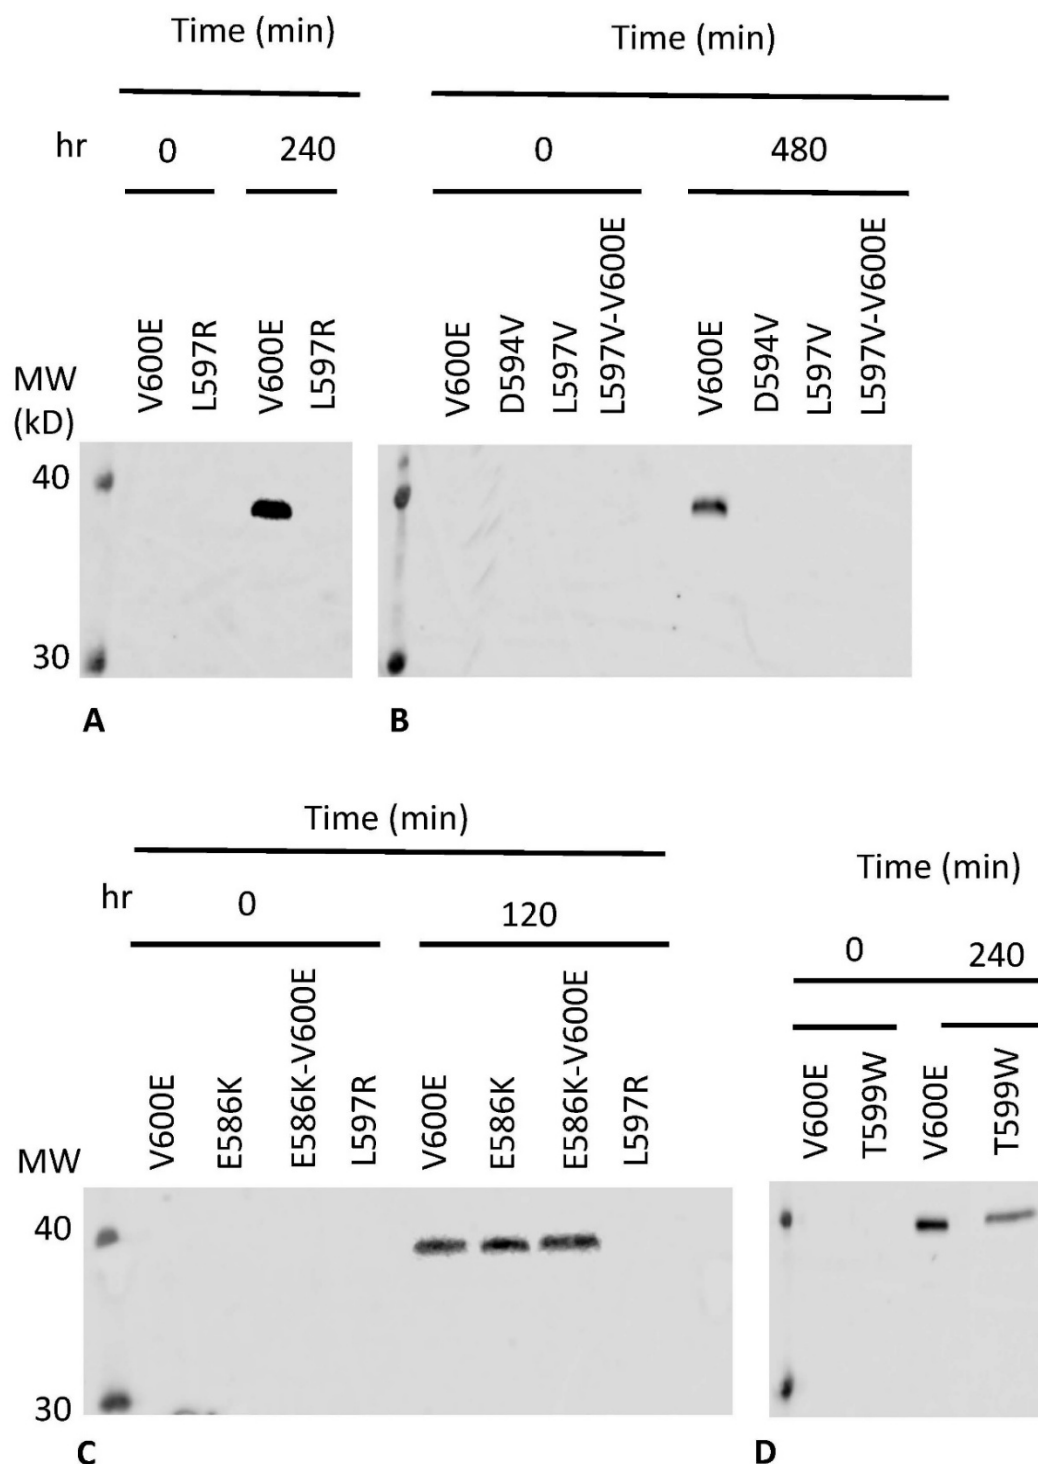 Time (min)
hr 0 240
V600E L597R V600E L597R
MW
(kD)
40
30
A
Time (min)
0 480
V600E D594V L597V L597V-V600E V600E D594V L597V L597V-V600E
B
Time (min)
hr 0 120
V600E E586K E586K-V600E L597R V600E E586K E586K-V600E L597R
MW
40
30
C
Time (min)
0 240
V600E T599W V600E T599W
D